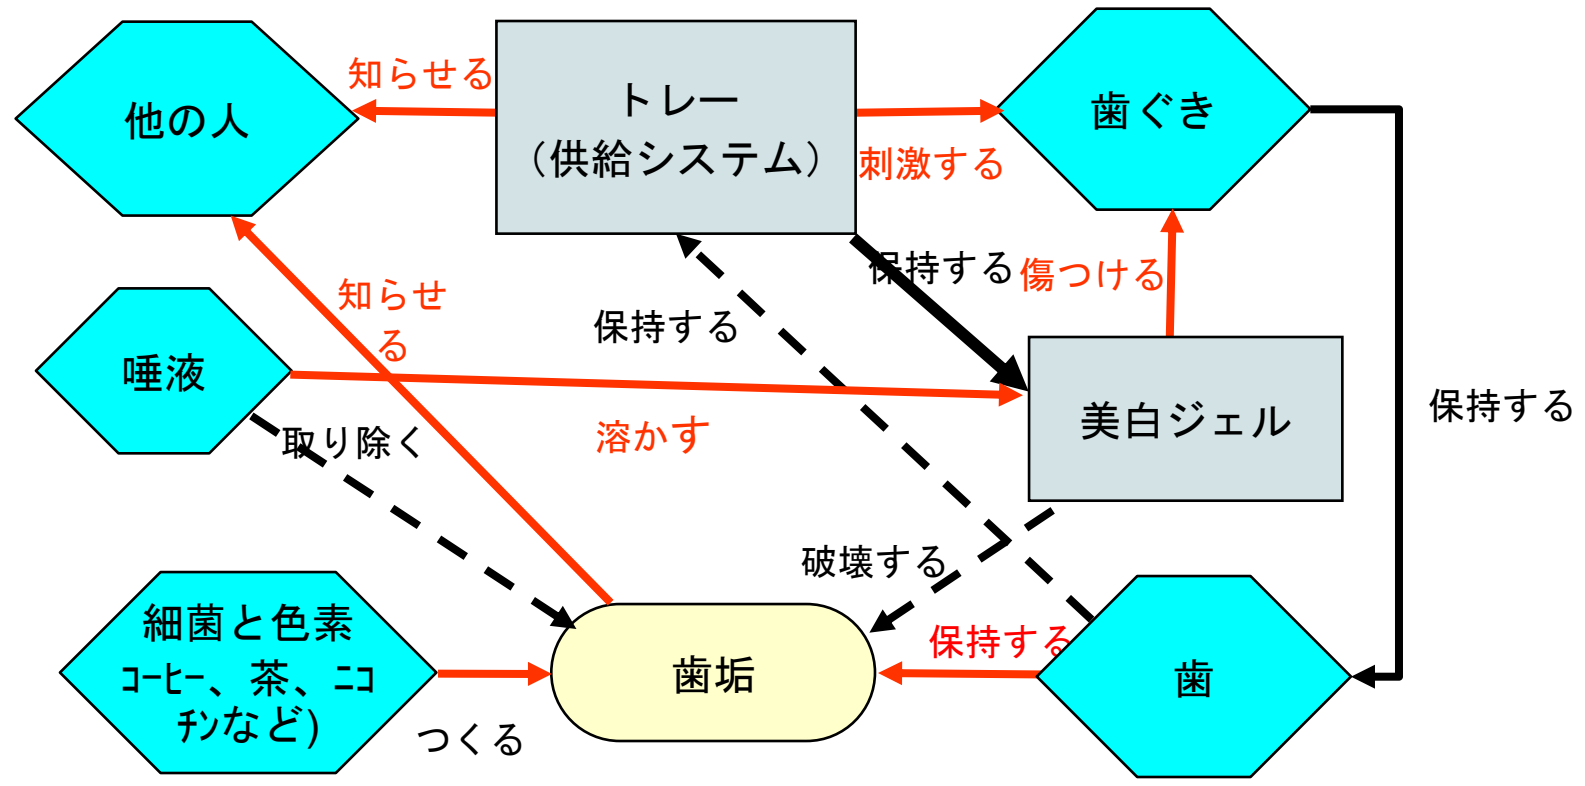 知らせる
トレー
（供給システム）
他の人
歯ぐき
刺激する
保持する
傷つける
知らせ
る
保持する
唾液
溶かす
美白ジェル
保持する
取り除く
破壊する
細菌と色素
ｺｰﾋｰ、茶、ﾆｺ
ﾁﾝなど)
歯垢
保持する
歯
つくる